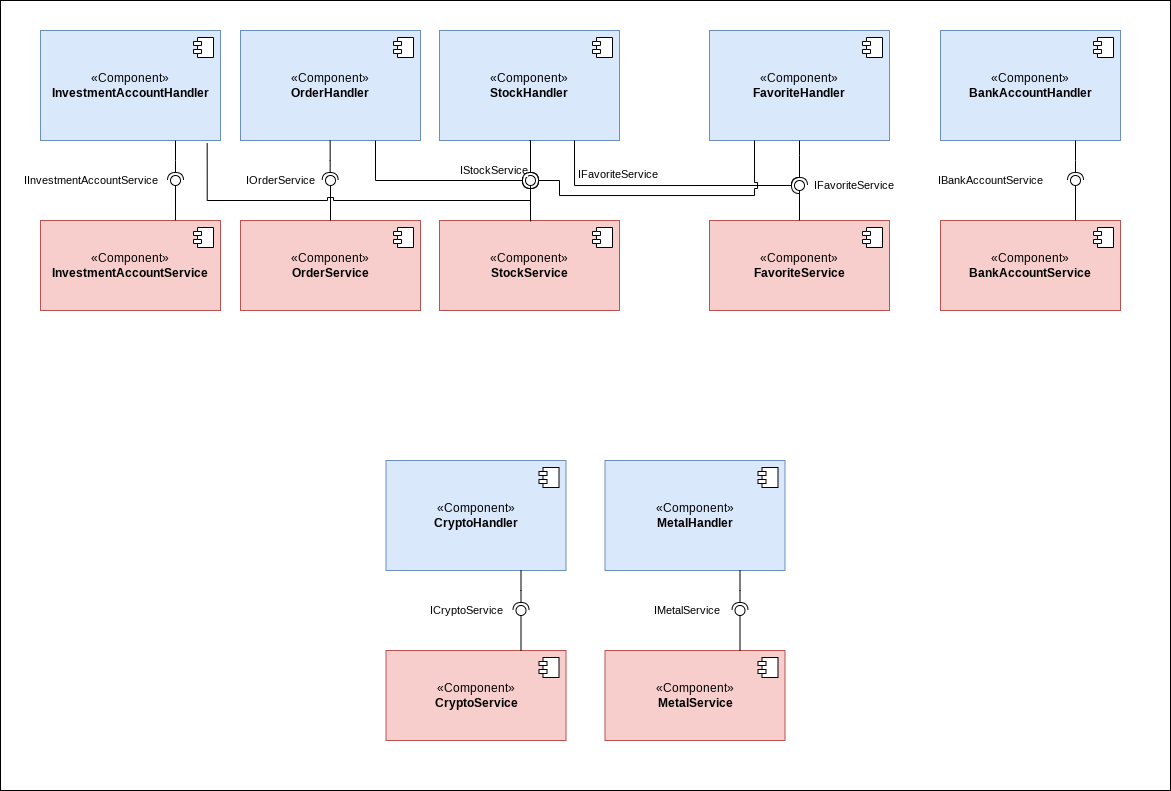 «Component»
InvestmentAccountHandler
«Component»
OrderHandler
«Component»
StockHandler
«Component»
FavoriteHandler
«Component»
BankAccountHandler
IInvestmentAccountService
IOrderService
IStockService
IFavoriteService
IFavoriteService
IBankAccountService
«Component»
InvestmentAccountService
«Component»
OrderService
«Component»
StockService
«Component»
FavoriteService
«Component»
BankAccountService
«Component»
CryptoHandler
«Component»
MetalHandler
ICryptoService
IMetalService
«Component»
CryptoService
«Component»
MetalService